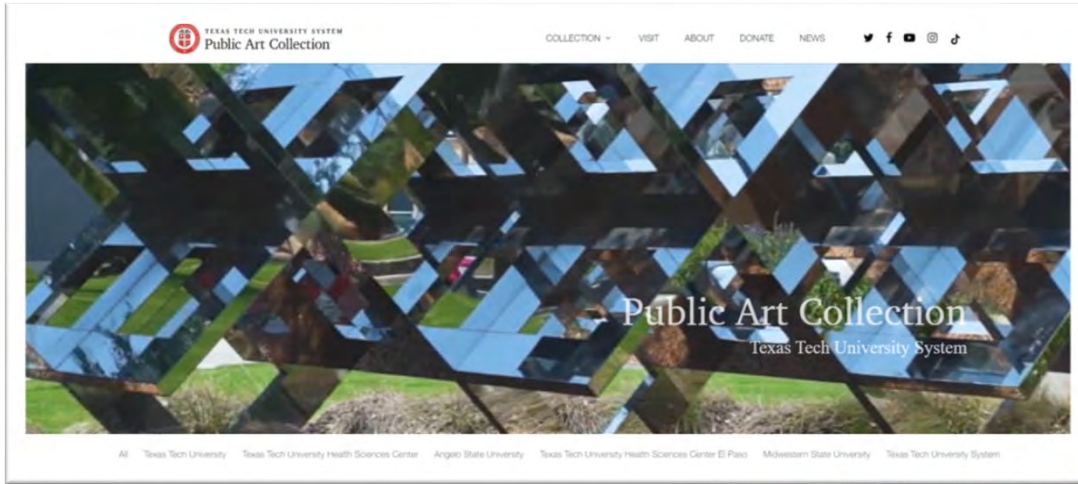 TEXAS TECH UNIVERSITY SYSTEM
Public Art Collection
COLLECTION VISIT ABOUT DONATE NEWS
Public Art Collection
Texas Tech University System
All Texas Tech University Texas Tech University Health Sciences Center Angelo State University Texas Tech University Health Sciences Center El Paso Midwestern State University Texas Tech University System